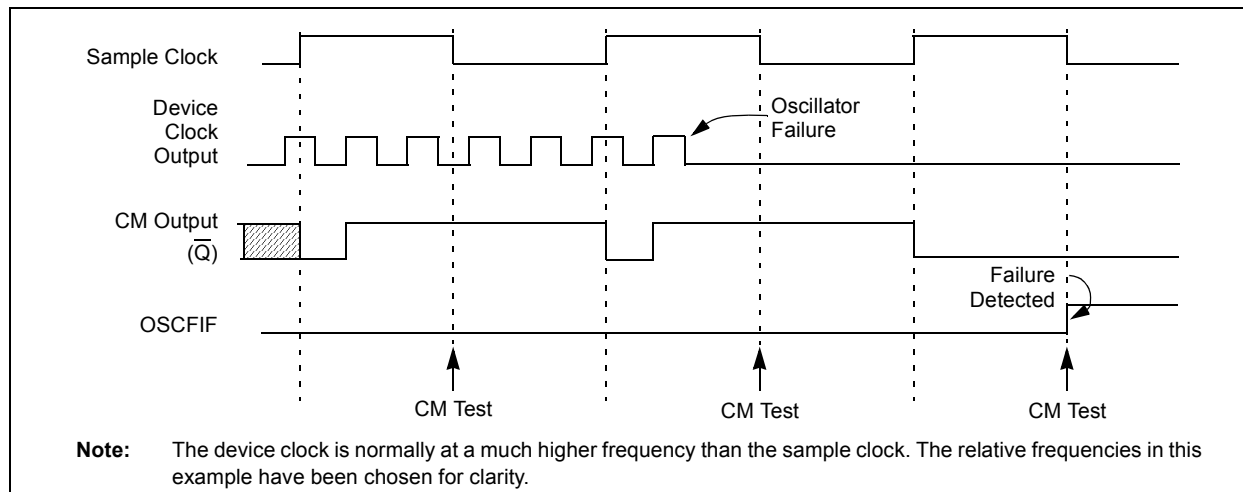 Sample Clock
Device
Clock
Output
Oscillator
Failure
CM Output
(Q̅)
Failure
Detected
OSCFIF
CM Test
CM Test
CM Test
Note: The device clock is normally at a much higher frequency than the sample clock. The relative frequencies in this
example have been chosen for clarity.